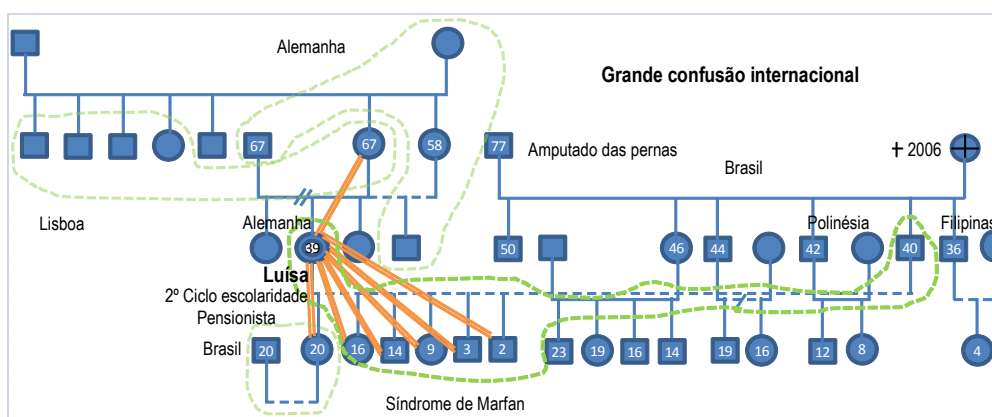 Alemanha
Grande confusão internacional
67
67
58
77
Amputado das pernas
† 2006
Brasil
Lisboa
Alemanha
Polinésia
Filipinas
39
50
46
44
42
40
36
Luísa
2º Ciclo escolaridade
Pensionista
Brasil
20
20
16
14
9
3
2
23
19
16
14
19
16
12
8
4
Síndrome de Marfan